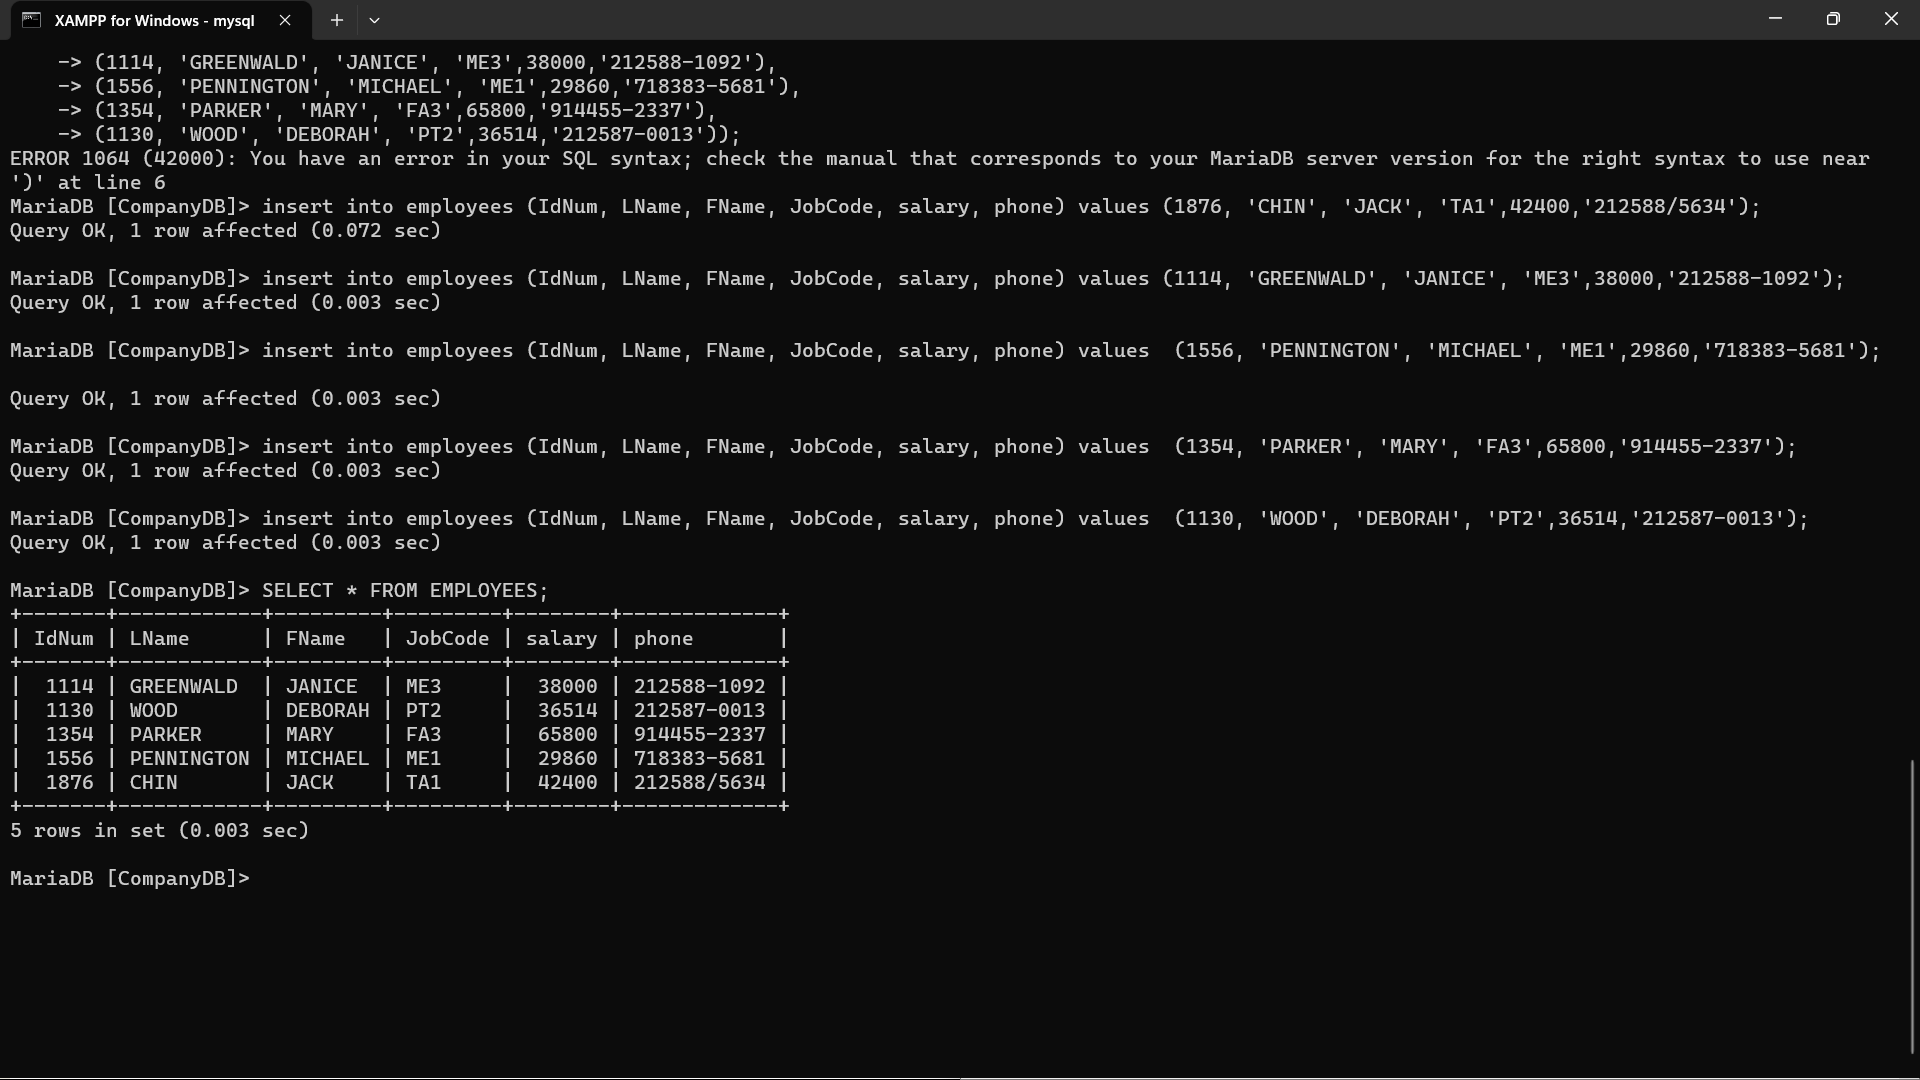 XAMPP for Windows - mysql
    -> (1114, 'GREENWALD', 'JANICE', 'ME3',38000,'212588-1092'),
    -> (1556, 'PENNINGTON', 'MICHAEL', 'ME1',29860,'718383-5681'),
    -> (1354, 'PARKER', 'MARY', 'FA3',65800,'914455-2337'),
    -> (1130, 'WOOD', 'DEBORAH', 'PT2',36514,'212587-0013'));
ERROR 1064 (42000): You have an error in your SQL syntax; check the manual that corresponds to your MariaDB server version for the right syntax to use near
')' at line 6
MariaDB [CompanyDB]> insert into employees (IdNum, LName, FName, JobCode, salary, phone) values (1876, 'CHIN', 'JACK', 'TA1',42400,'212588/5634');
Query OK, 1 row affected (0.072 sec)

MariaDB [CompanyDB]> insert into employees (IdNum, LName, FName, JobCode, salary, phone) values (1114, 'GREENWALD', 'JANICE', 'ME3',38000,'212588-1092');
Query OK, 1 row affected (0.003 sec)

MariaDB [CompanyDB]> insert into employees (IdNum, LName, FName, JobCode, salary, phone) values  (1556, 'PENNINGTON', 'MICHAEL', 'ME1',29860,'718383-5681');

Query OK, 1 row affected (0.003 sec)

MariaDB [CompanyDB]> insert into employees (IdNum, LName, FName, JobCode, salary, phone) values  (1354, 'PARKER', 'MARY', 'FA3',65800,'914455-2337');
Query OK, 1 row affected (0.003 sec)

MariaDB [CompanyDB]> insert into employees (IdNum, LName, FName, JobCode, salary, phone) values  (1130, 'WOOD', 'DEBORAH', 'PT2',36514,'212587-0013');
Query OK, 1 row affected (0.003 sec)

MariaDB [CompanyDB]> SELECT * FROM EMPLOYEES;
+-------+------------+---------+---------+--------+-------------+
| IdNum | LName      | FName   | JobCode | salary | phone       |
+-------+------------+---------+---------+--------+-------------+
|  1114 | GREENWALD  | JANICE  | ME3     |  38000 | 212588-1092 |
|  1130 | WOOD       | DEBORAH | PT2     |  36514 | 212587-0013 |
|  1354 | PARKER     | MARY    | FA3     |  65800 | 914455-2337 |
|  1556 | PENNINGTON | MICHAEL | ME1     |  29860 | 718383-5681 |
|  1876 | CHIN       | JACK    | TA1     |  42400 | 212588/5634 |
+-------+------------+---------+---------+--------+-------------+
5 rows in set (0.003 sec)

MariaDB [CompanyDB]>